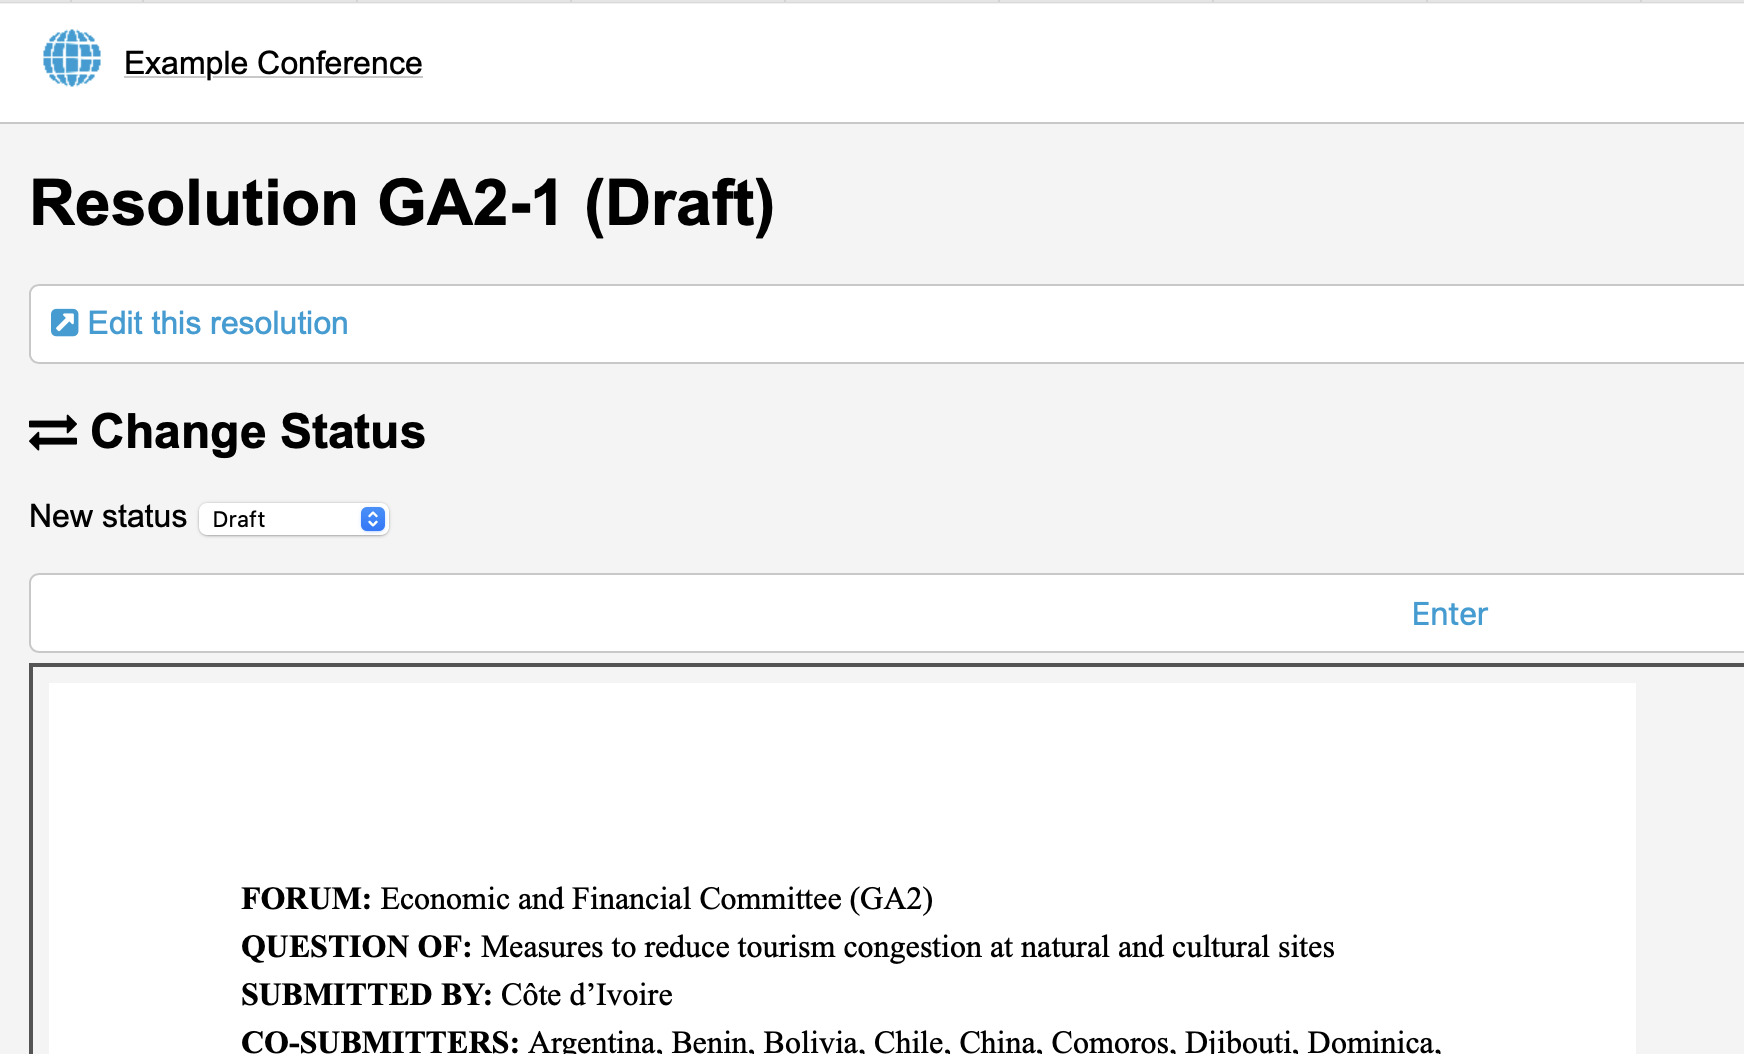 Example Conference
Resolution GA2-1 (Draft)
Edit this resolution
Change Status
New status Draft
Enter
FORUM: Economic and Financial Committee (GA2)
QUESTION OF: Measures to reduce tourism congestion at natural and cultural sites
SUBMITTED BY: Côte d’Ivoire
CO-SUBMITTERS: Argentina, Benin, Bolivia, Chile, China, Comoros, Djibouti, Dominica,